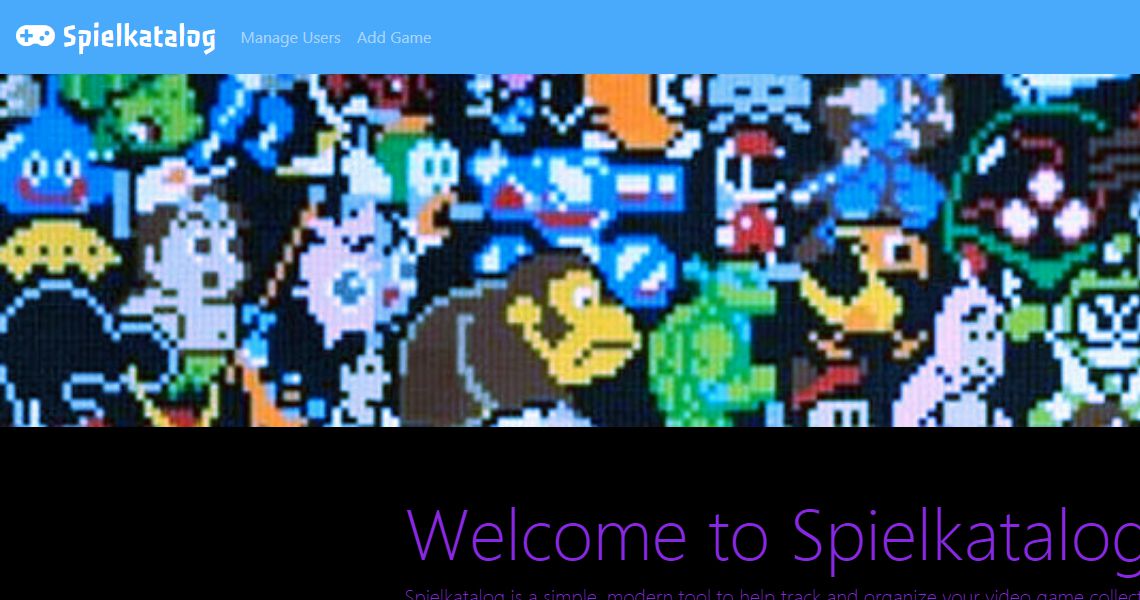 Spielkatalog Manage Users Add Game
Welcome to Spielkatalog
Spielkatalog is a simple, modern tool to help track and organize your video game